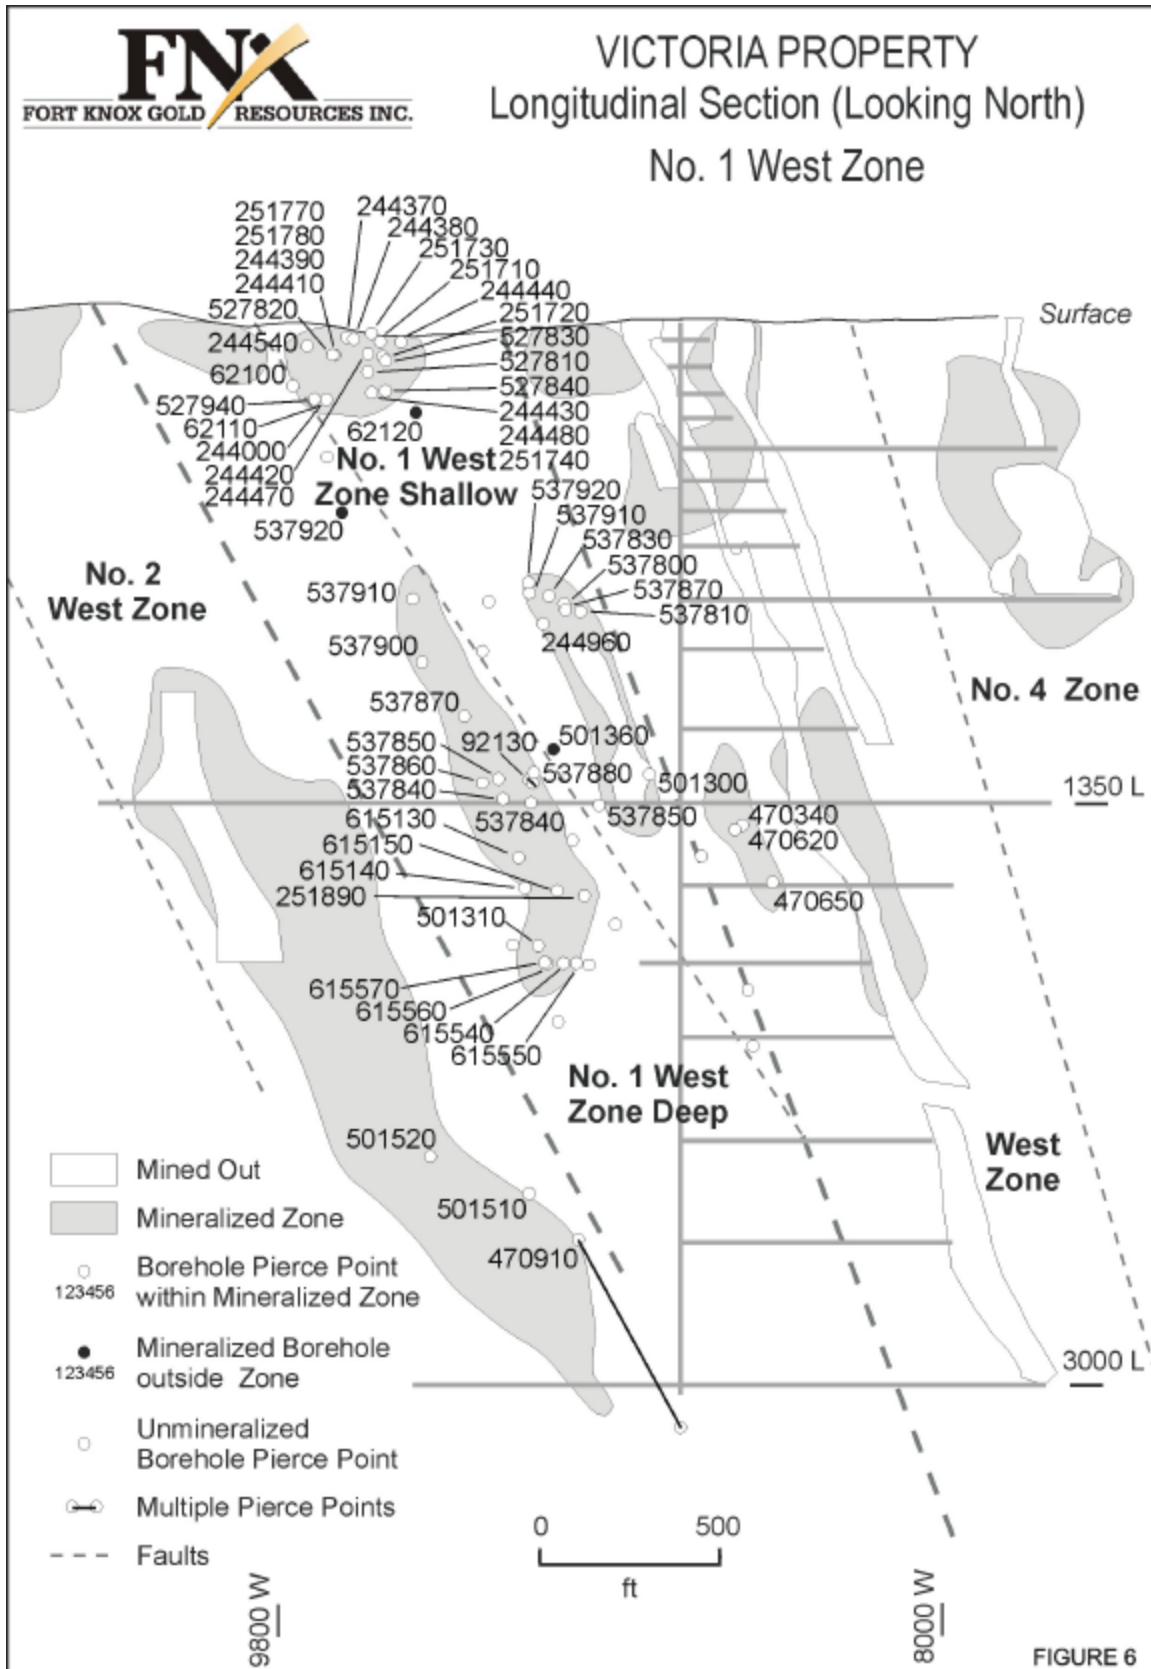 FNX
FORT KNOX GOLD RESOURCES INC.
VICTORIA PROPERTY
Longitudinal Section (Looking North)
No. 1 West Zone
251770
251780
244390
244410
527820
244540
62100
527940
62110
244000
244420
244470
244370
244380
251730
251710
244440
251720
527830
527810
527840
244430
244480
251740
62120
No. 1 West
Zone Shallow
537920
Surface
No. 2
West Zone
537920
537910
537830
537800
537870
537810
244960
537910
537900
537870
537850
537860
537840
615130
615150
615140
251890
501310
92130
501360
537880
537840
537850
501300
470340
470620
470650
No. 4 Zone
1350 L
615570
615560
615540
615550
No. 1 West
Zone Deep
West
Zone
501520
501510
470910
3000 L
Mined Out
Mineralized Zone
Borehole Pierce Point
within Mineralized Zone
123456
Mineralized Borehole
outside Zone
123456
Unmineralized
Borehole Pierce Point
Multiple Pierce Points
Faults
0 500
ft
9800 W
8000 W
FIGURE 6